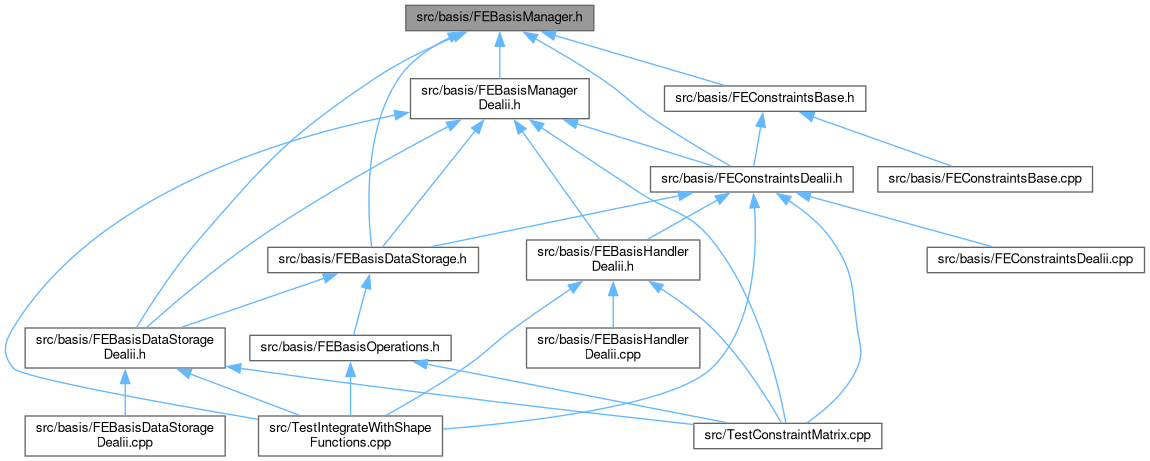 src/basis/FEBasisManager.h
src/basis/FEBasisManager
Dealii.h
src/basis/FEConstraintsBase.h
src/basis/FEConstraintsDealii.h
src/basis/FEConstraintsBase.cpp
src/basis/FEBasisDataStorage.h
src/basis/FEBasisHandler
Dealii.h
src/basis/FEConstraintsDealii.cpp
src/basis/FEBasisDataStorage
Dealii.h
src/basis/FEBasisOperations.h
src/basis/FEBasisHandler
Dealii.cpp
src/basis/FEBasisDataStorage
Dealii.cpp
src/TestIntegrateWithShape
Functions.cpp
src/TestConstraintMatrix.cpp